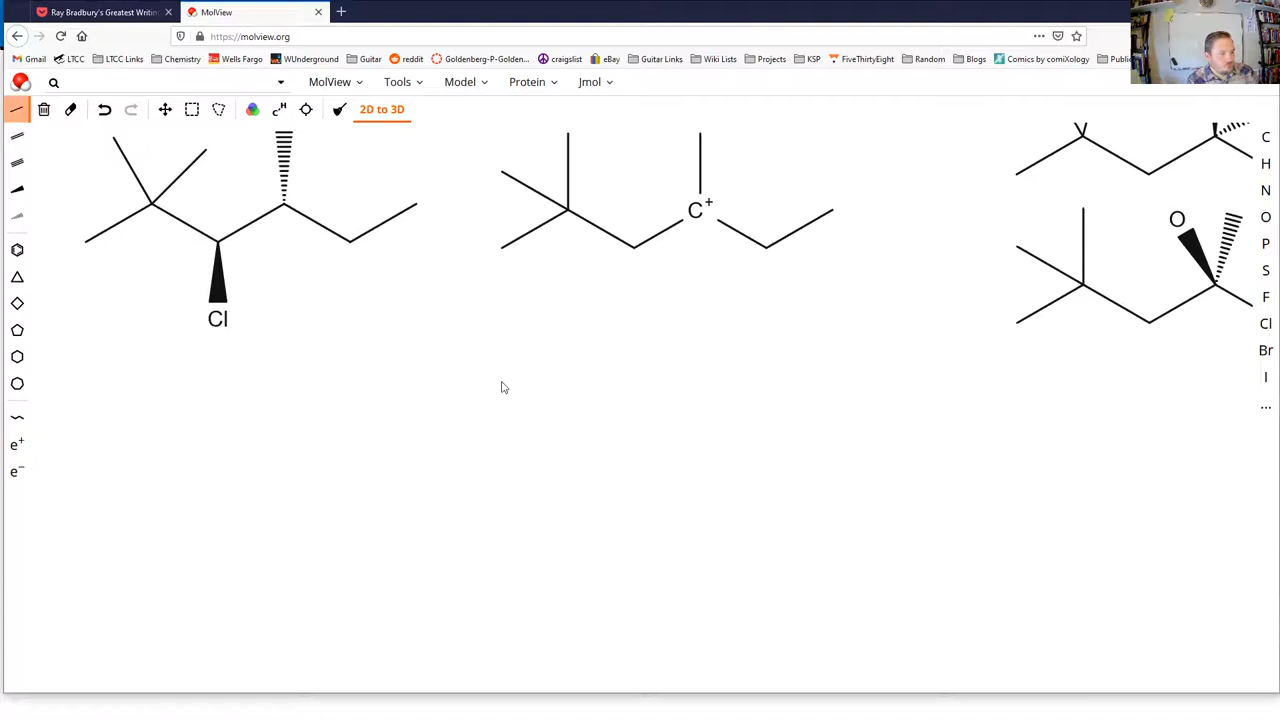 Ray Bradbury's Greatest Writin
MolView
https://molview.org
Gmail LTCC LTCC Links Chemistry Wells Fargo WUnderground Guitar reddit Goldenberg-P-Golden... craigslist eBay Guitar Links Wiki Lists Projects KSP FiveThirtyEight Random Blogs Comics by comiXology Public
MolView Tools Model Protein Jmol
C H
2D to 3D
C
H
N
O
P
S
F
Cl
Br
I
...
e+
e−
Cl
C+
O